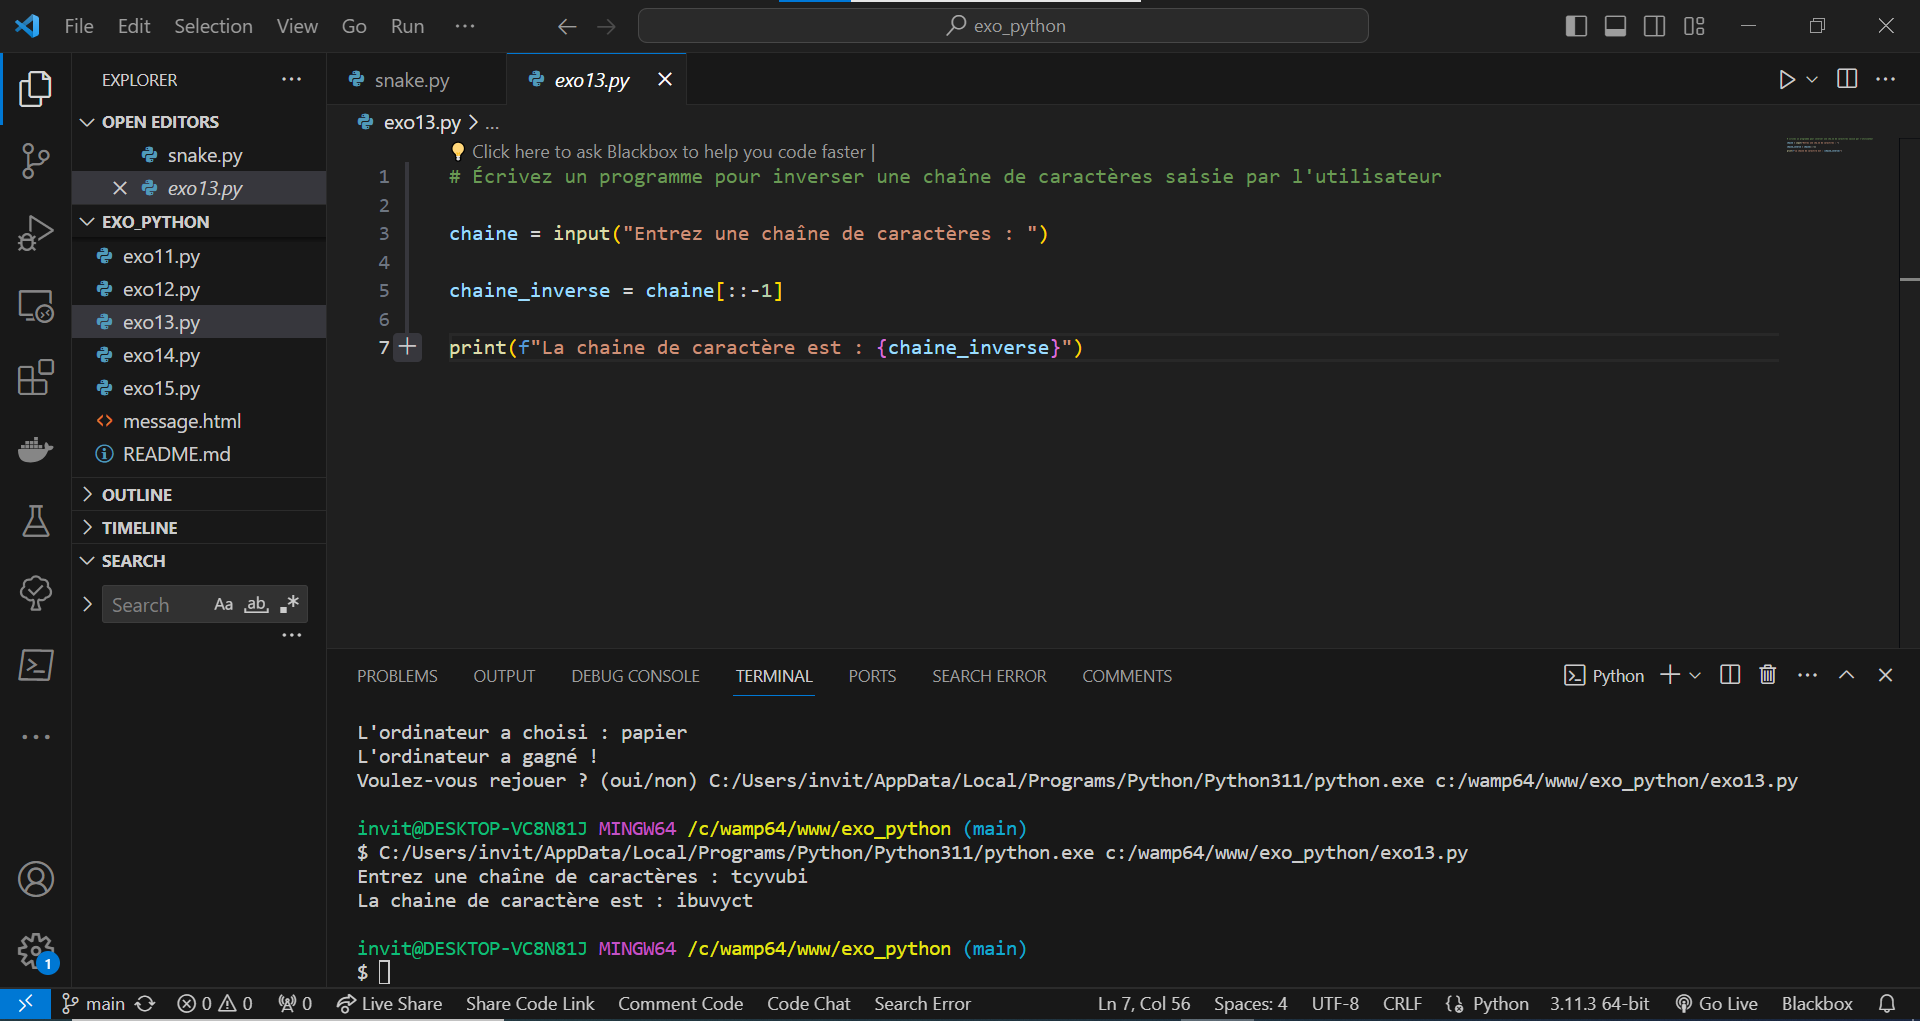 File Edit Selection View Go Run ··· exo_python
EXPLORER ···
OPEN EDITORS
snake.py
exo13.py
EXO_PYTHON
exo11.py
exo12.py
exo13.py
exo14.py
exo15.py
message.html
README.md
OUTLINE
TIMELINE
SEARCH
Search Aa ab .*
···
snake.py exo13.py
exo13.py > ...
Click here to ask Blackbox to help you code faster |
1 # Écrivez un programme pour inverser une chaîne de caractères saisie par l'utilisateur
2
3 chaine = input("Entrez une chaîne de caractères : ")
4
5 chaine_inverse = chaine[::-1]
6
7 print(f"La chaine de caractère est : {chaine_inverse}")
PROBLEMS OUTPUT DEBUG CONSOLE TERMINAL PORTS SEARCH ERROR COMMENTS Python
L'ordinateur a choisi : papier
L'ordinateur a gagné !
Voulez-vous rejouer ? (oui/non) C:/Users/invit/AppData/Local/Programs/Python/Python311/python.exe c:/wamp64/www/exo_python/exo13.py
invit@DESKTOP-VC8N81J MINGW64 /c/wamp64/www/exo_python (main)
$ C:/Users/invit/AppData/Local/Programs/Python/Python311/python.exe c:/wamp64/www/exo_python/exo13.py
Entrez une chaîne de caractères : tcyvubi
La chaine de caractère est : ibuvyct
invit@DESKTOP-VC8N81J MINGW64 /c/wamp64/www/exo_python (main)
$
1
main 0 0 0 Live Share Share Code Link Comment Code Code Chat Search Error Ln 7, Col 56 Spaces: 4 UTF-8 CRLF Python 3.11.3 64-bit Go Live Blackbox